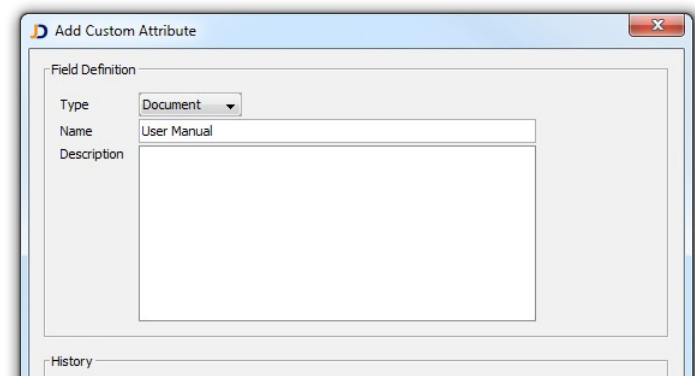 Add Custom Attribute
Field Definition
Type Document
Name User Manual
Description
History